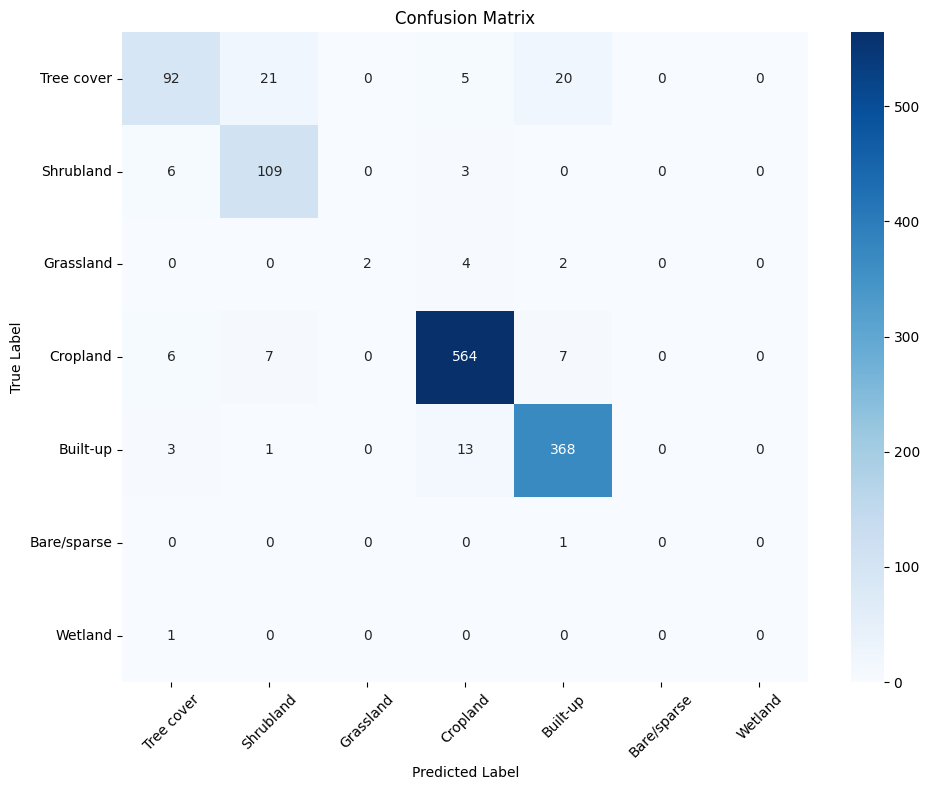 Confusion Matrix
Tree cover 92 21 0 5 20 0 0
Shrubland 6 109 0 3 0 0 0
Grassland 0 0 2 4 2 0 0
Cropland 6 7 0 564 7 0 0
Built-up 3 1 0 13 368 0 0
Bare/sparse 0 0 0 0 1 0 0
Wetland 1 0 0 0 0 0 0
True Label
Tree cover Shrubland Grassland Cropland Built-up Bare/sparse Wetland
Predicted Label
500
400
300
200
100
0